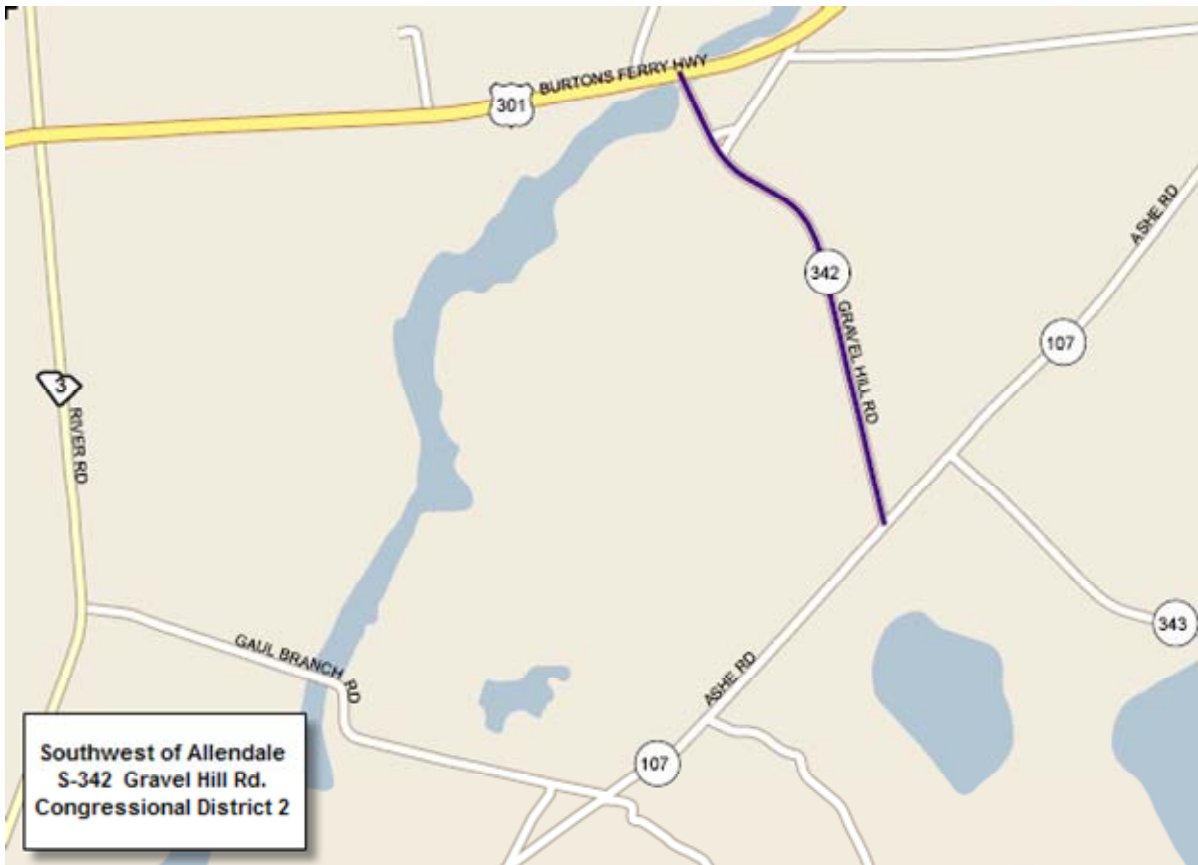 BURTONS FERRY HWY
301
ASHE RD
342
GRAVEL HILL RD
107
3
RIVER RD
343
GAUL BRANCH RD
ASHE RD
107
Southwest of Allendale
S-342 Gravel Hill Rd.
Congressional District 2